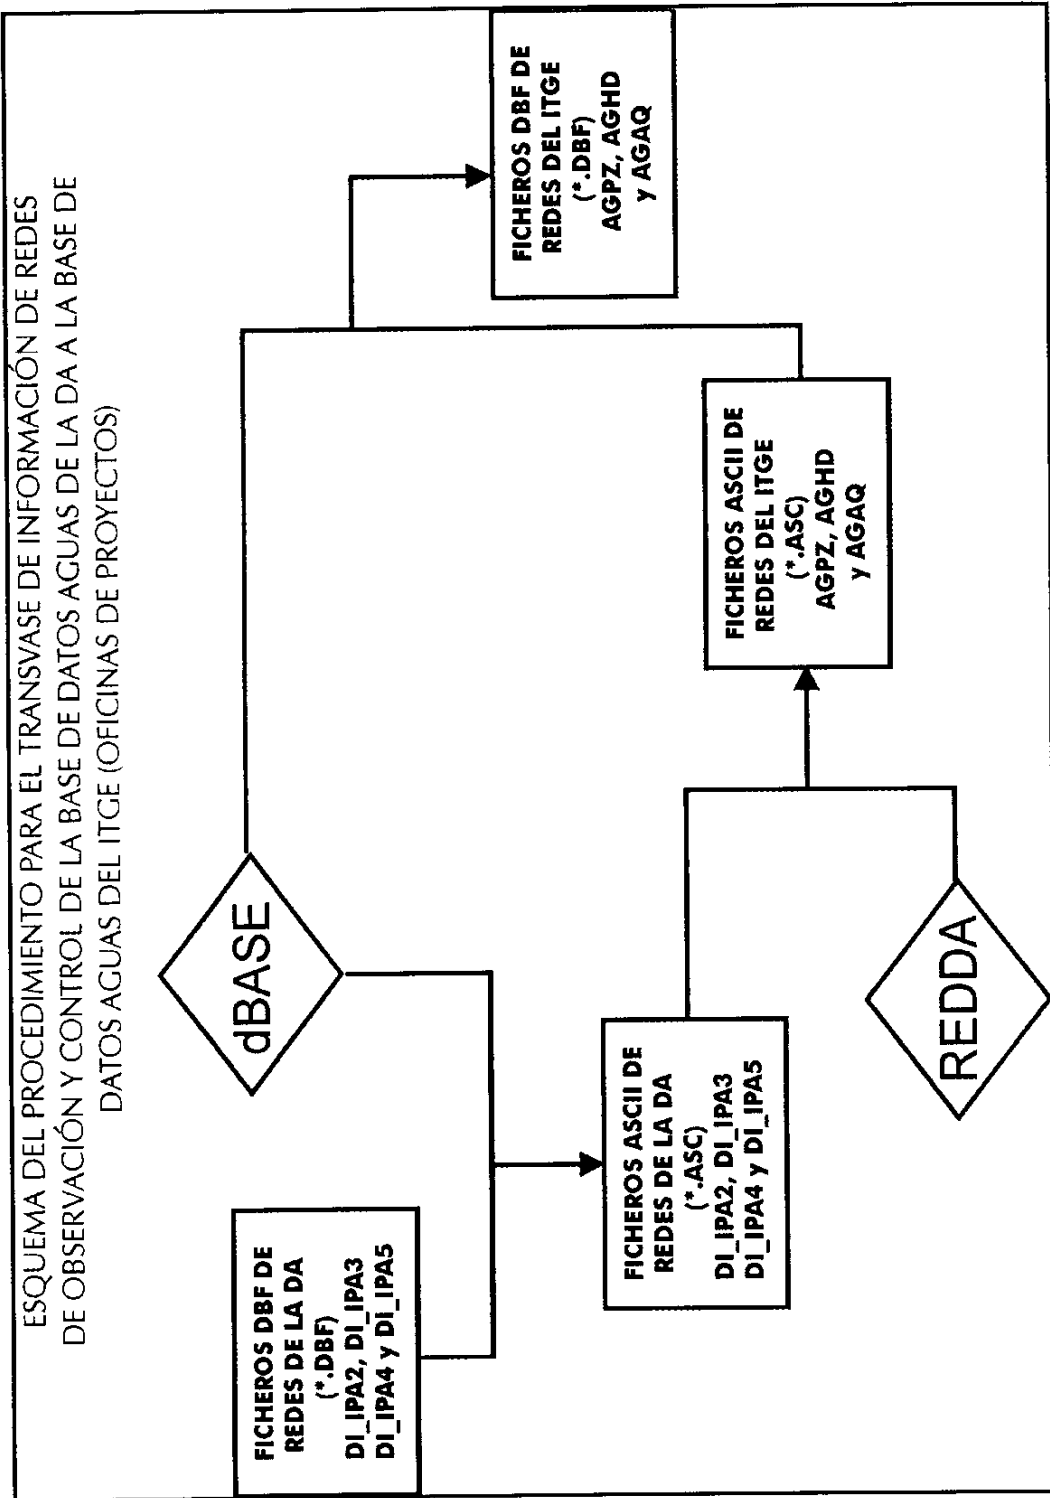 ESQUEMA DEL PROCEDIMIENTO PARA EL TRANSVASE DE INFORMACIÓN DE REDES
DE OBSERVACIÓN Y CONTROL DE LA BASE DE DATOS AGUAS DE LA DA A LA BASE DE
DATOS AGUAS DEL ITGE (OFICINAS DE PROYECTOS)
FICHEROS DBF DE
REDES DE LA DA
(*.DBF)
DI_IPA2, DI_IPA3
DI_IPA4 y DI_IPA5
dBASE
FICHEROS DBF DE
REDES DEL ITGE
(*.DBF)
AGPZ, AGHD
y AGAQ
FICHEROS ASCII DE
REDES DE LA DA
(*.ASC)
DI_IPA2, DI_IPA3
DI_IPA4 y DI_IPA5
FICHEROS ASCII DE
REDES DEL ITGE
(*.ASC)
AGPZ, AGHD
y AGAQ
REDDA